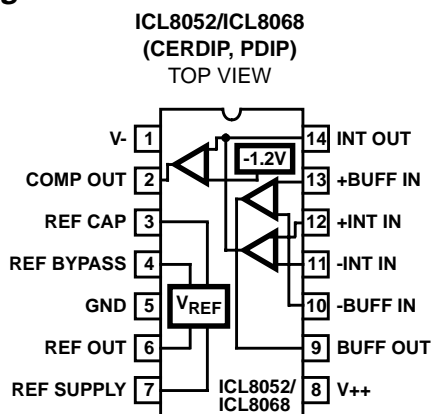 g
ICL8052/ICL8068
(CERDIP, PDIP)
TOP VIEW
V- 1
14 INT OUT
-1.2V
COMP OUT 2
13 +BUFF IN
REF CAP 3
12 +INT IN
REF BYPASS 4
11 -INT IN
GND 5
VREF
10 -BUFF IN
REF OUT 6
9 BUFF OUT
REF SUPPLY 7
ICL8052/
ICL8068
8 V++